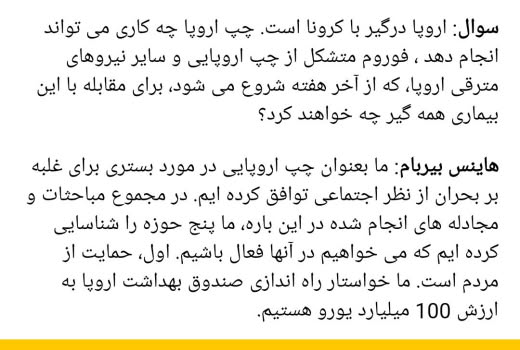 سوال: اروپا درگیر با کرونا است. چپ اروپا چه کاری می تواند
انجام دهد ، فوروم متشکل از چپ اروپایی و سایر نیروهای
مترقی اروپا، که از آخر هفته شروع می شود، برای مقابله با این
بیماری همه گیر چه خواهند کرد؟
هاینس بیربام: ما بعنوان چپ اروپایی در مورد بستری برای غلبه
بر بحران از نظر اجتماعی توافق کرده ایم. در مجموع مباحثات و
مجادله های انجام شده در این باره، ما پنج حوزه را شناسایی
کرده ایم که می خواهیم در آنها فعال باشیم. اول، حمایت از
مردم است. ما خواستار راه اندازی صندوق بهداشت اروپا به
ارزش 100 میلیارد یورو هستیم.